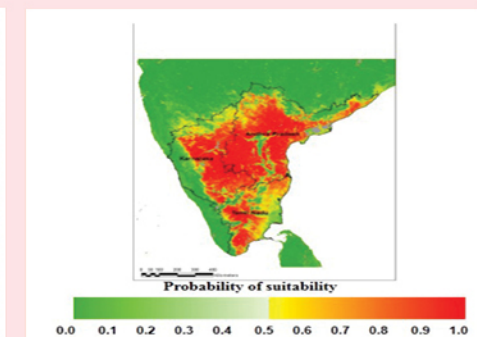 Andhra Pradesh
Karnataka
Tamil Nadu
Probability of suitability
0.0 0.1 0.2 0.3 0.4 0.5 0.6 0.7 0.8 0.9 1.0